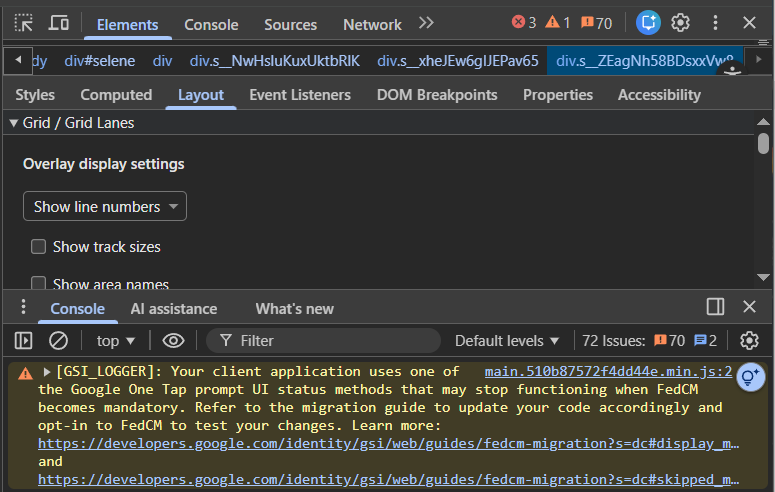 Elements Console Sources Network 3 1 70
dy div#selene div div.s__NwHsluKuxUktbRlK div.s__xheJEw6glJEPav65 div.s__ZEagNh58BDsxxVw8
Styles Computed Layout Event Listeners DOM Breakpoints Properties Accessibility
Grid / Grid Lanes
Overlay display settings
Show line numbers
Show track sizes
Show area names
Console AI assistance What's new
top Filter Default levels 72 Issues: 70 2
[GSI_LOGGER]: Your client application uses one of main.510b87572f4dd44e.min.js:2
the Google One Tap prompt UI status methods that may stop functioning when FedCM
becomes mandatory. Refer to the migration guide to update your code accordingly and
opt-in to FedCM to test your changes. Learn more:
https://developers.google.com/identity/gsi/web/guides/fedcm-migration?s=dc#display_m…
and
https://developers.google.com/identity/gsi/web/guides/fedcm-migration?s=dc#skipped_m…